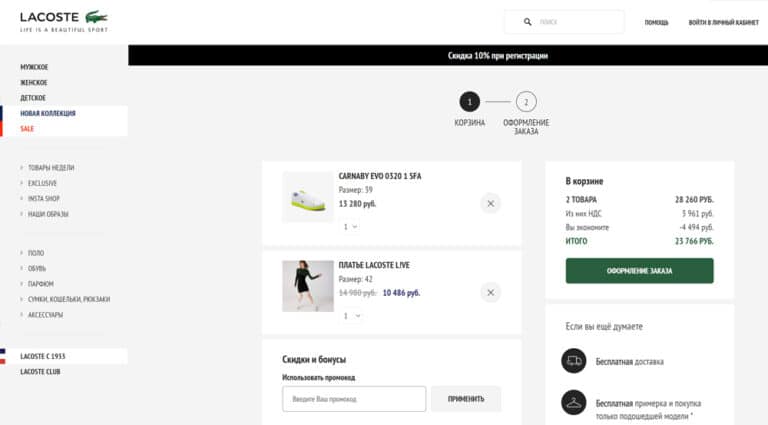 LACOSTE
LIFE IS A BEAUTIFUL SPORT
ПОИСК
ПОМОЩЬ
ВОЙТИ В ЛИЧНЫЙ КАБИНЕТ
Скидка 10% при регистрации
МУЖСКОЕ
ЖЕНСКОЕ
ДЕТСКОЕ
НОВАЯ КОЛЛЕКЦИЯ
SALE
ТОВАРЫ НЕДЕЛИ
EXCLUSIVE
INSTA SHOP
НАШИ ОБРАЗЫ
ПОЛО
ОБУВЬ
ПАРФЮМ
СУМКИ, КОШЕЛЬКИ, РЮКЗАКИ
АКСЕССУАРЫ
LACOSTE С 1933
LACOSTE CLUB
1
2
КОРЗИНА
ОФОРМЛЕНИЕ
ЗАКАЗА
CARNABY EVO 0320 1 SFA
Размер: 39
13 280 руб.
1
ПЛАТЬЕ LACOSTE L!VE
Размер: 42
14 980 руб. 10 486 руб.
1
Скидки и бонусы
Использовать промокод
Введите Ваш промокод
ПРИМЕНИТЬ
В корзине
2 ТОВАРА 28 260 РУБ.
Из них НДС 3 961 руб.
Вы экономите -4 494 руб.
ИТОГО 23 766 РУБ.
ОФОРМЛЕНИЕ ЗАКАЗА
Если вы ещё думаете
Бесплатная доставка
Бесплатные примерка и покупка
только подошедшей модели *